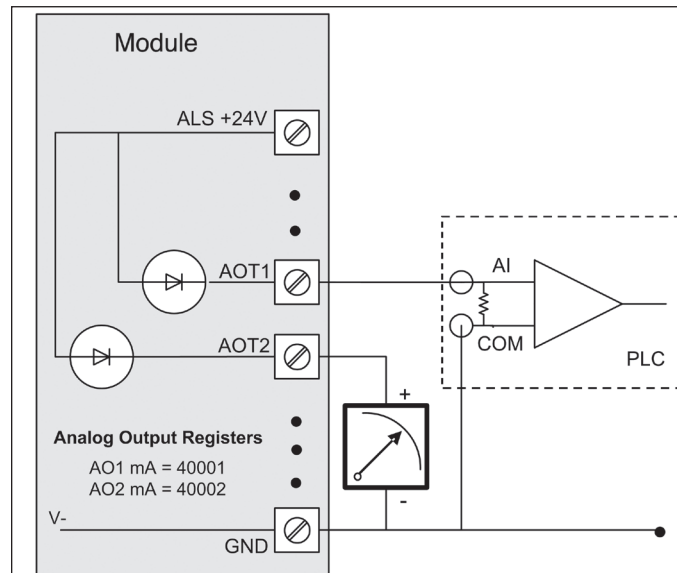 Module
ALS +24V
AOT1
AI
COM
PLC
AOT2
+
-
Analog Output Registers
AO1 mA = 40001
AO2 mA = 40002
V-
GND